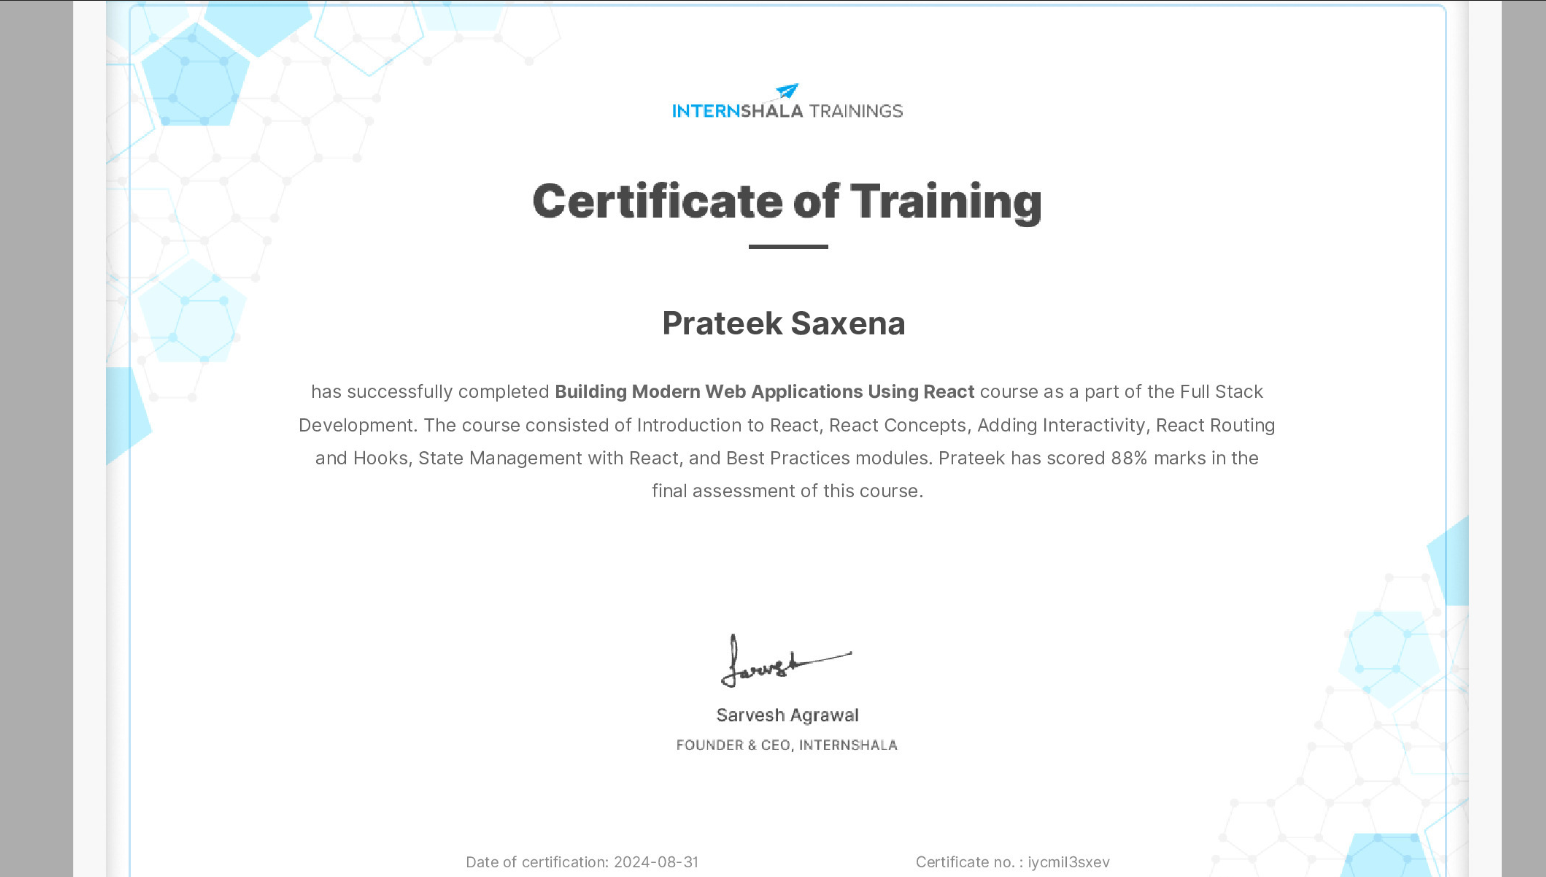 INTERNSHALA TRAININGS
Certificate of Training
Prateek Saxena
has successfully completed Building Modern Web Applications Using React course as a part of the Full Stack
Development. The course consisted of Introduction to React, React Concepts, Adding Interactivity, React Routing
and Hooks, State Management with React, and Best Practices modules. Prateek has scored 88% marks in the
final assessment of this course.
Sarvesh
Sarvesh Agrawal
FOUNDER & CEO, INTERNSHALA
Date of certification: 2024-08-31
Certificate no. : iycmil3sxev